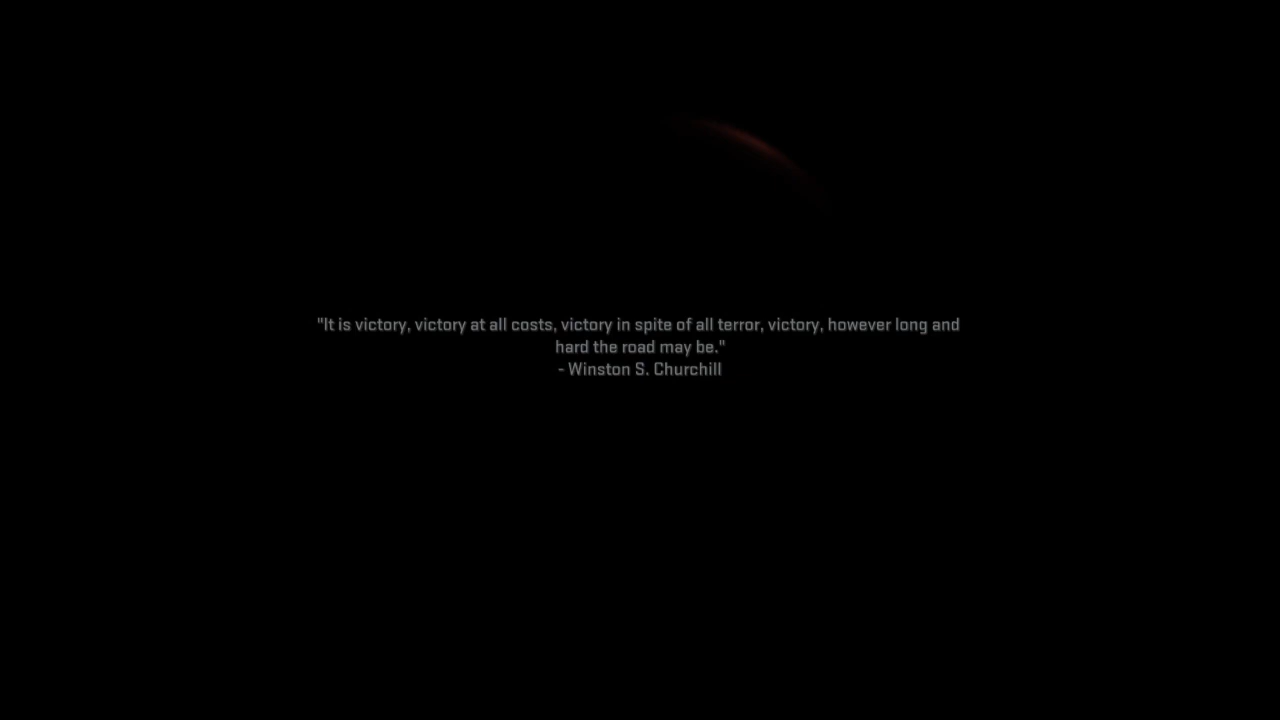 "It is victory, victory at all costs, victory in spite of all terror, victory, however long and
hard the road may be."
- Winston S. Churchill